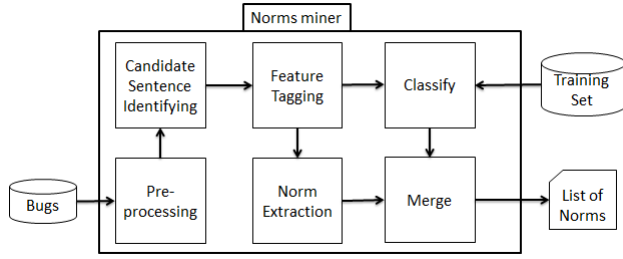 Norms miner
Candidate
Sentence
Identifying
Feature
Tagging
Classify
Training
Set
Bugs
Pre-
processing
Norm
Extraction
Merge
List of
Norms